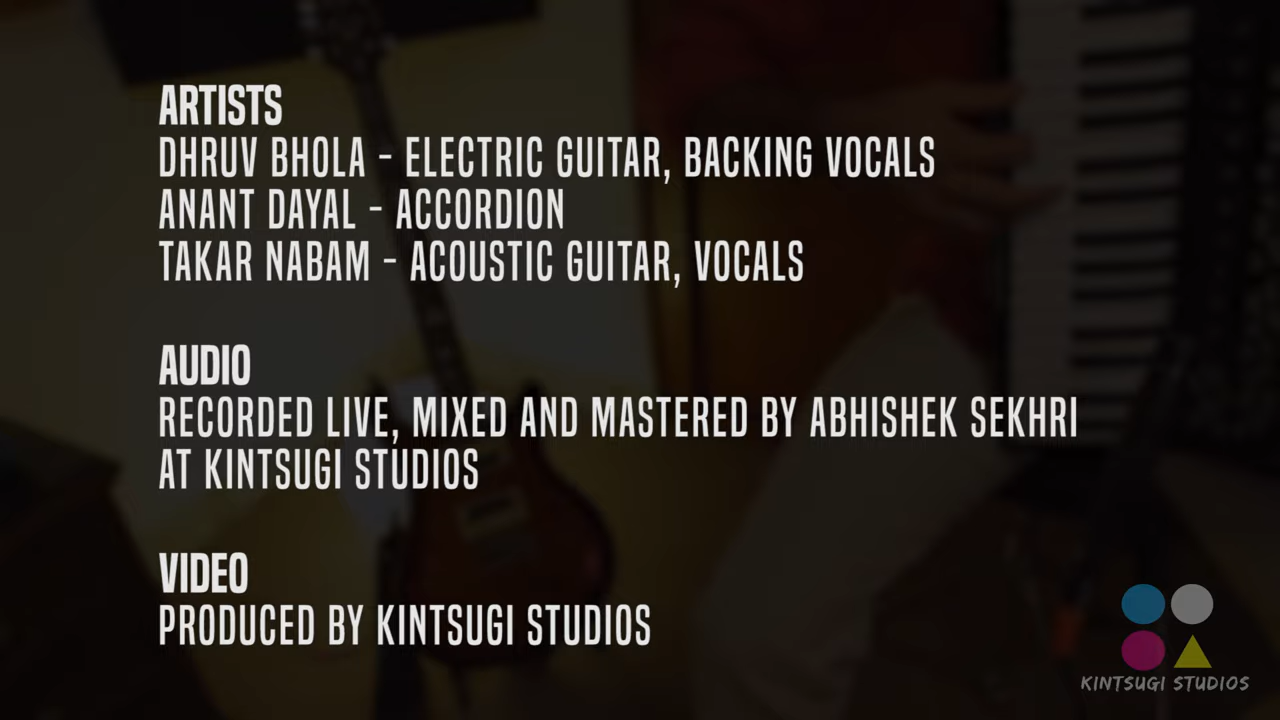 ARTISTS
DHRUV BHOLA - ELECTRIC GUITAR, BACKING VOCALS
ANANT DAYAL - ACCORDION
TAKAR NABAM - ACOUSTIC GUITAR, VOCALS
AUDIO
RECORDED LIVE, MIXED AND MASTERED BY ABHISHEK SEKHRI
AT KINTSUGI STUDIOS
VIDEO
PRODUCED BY KINTSUGI STUDIOS
KINTSUGI STUDIOS